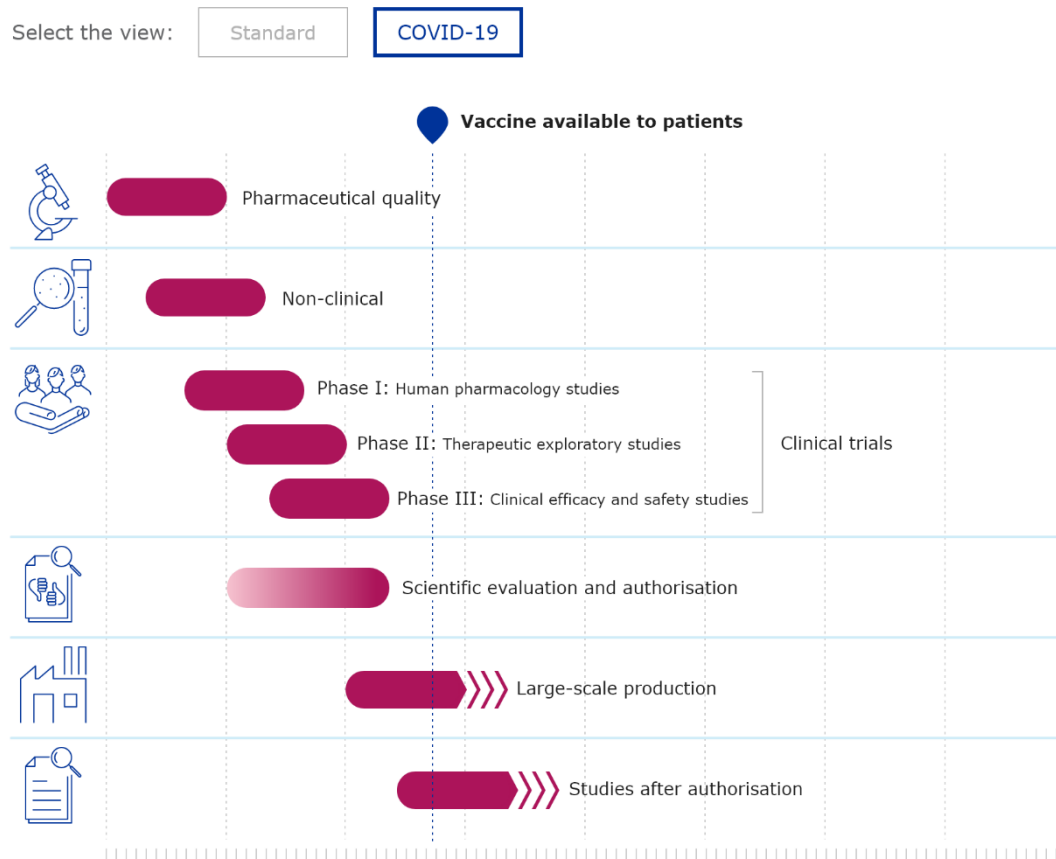 Select the view:
Standard
COVID-19
Vaccine available to patients
Pharmaceutical quality
Non-clinical
Phase I: Human pharmacology studies
Phase II: Therapeutic exploratory studies
Clinical trials
Phase III: Clinical efficacy and safety studies
Scientific evaluation and authorisation
Large-scale production
Studies after authorisation